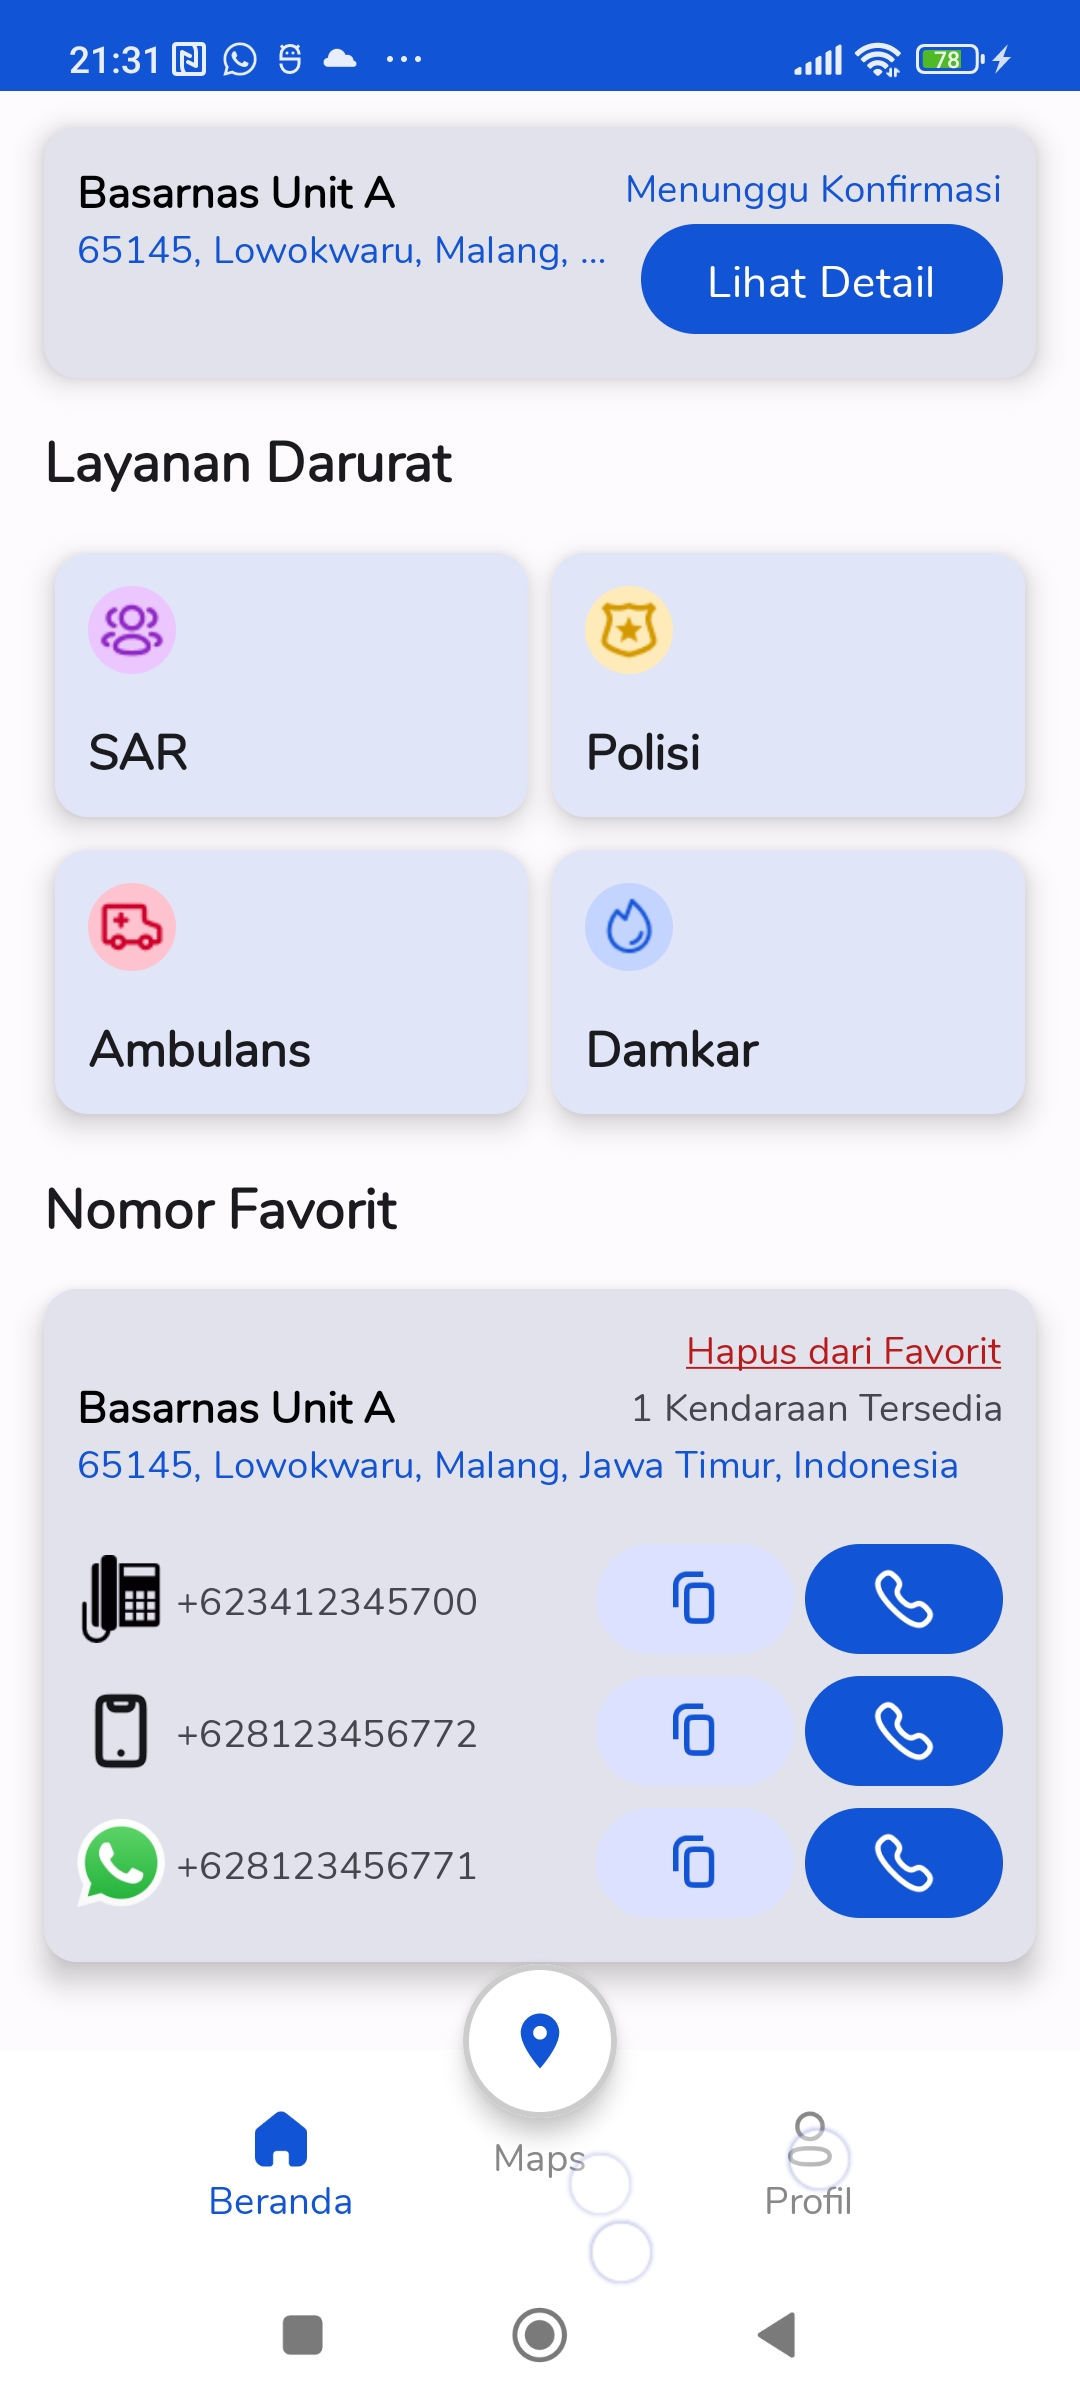 21:31
78
Basarnas Unit A
Menunggu Konfirmasi
65145, Lowokwaru, Malang, ...
Lihat Detail
Layanan Darurat
SAR
Polisi
Ambulans
Damkar
Nomor Favorit
Hapus dari Favorit
Basarnas Unit A
1 Kendaraan Tersedia
65145, Lowokwaru, Malang, Jawa Timur, Indonesia
+623412345700
+628123456772
+628123456771
Maps
Beranda
Profil